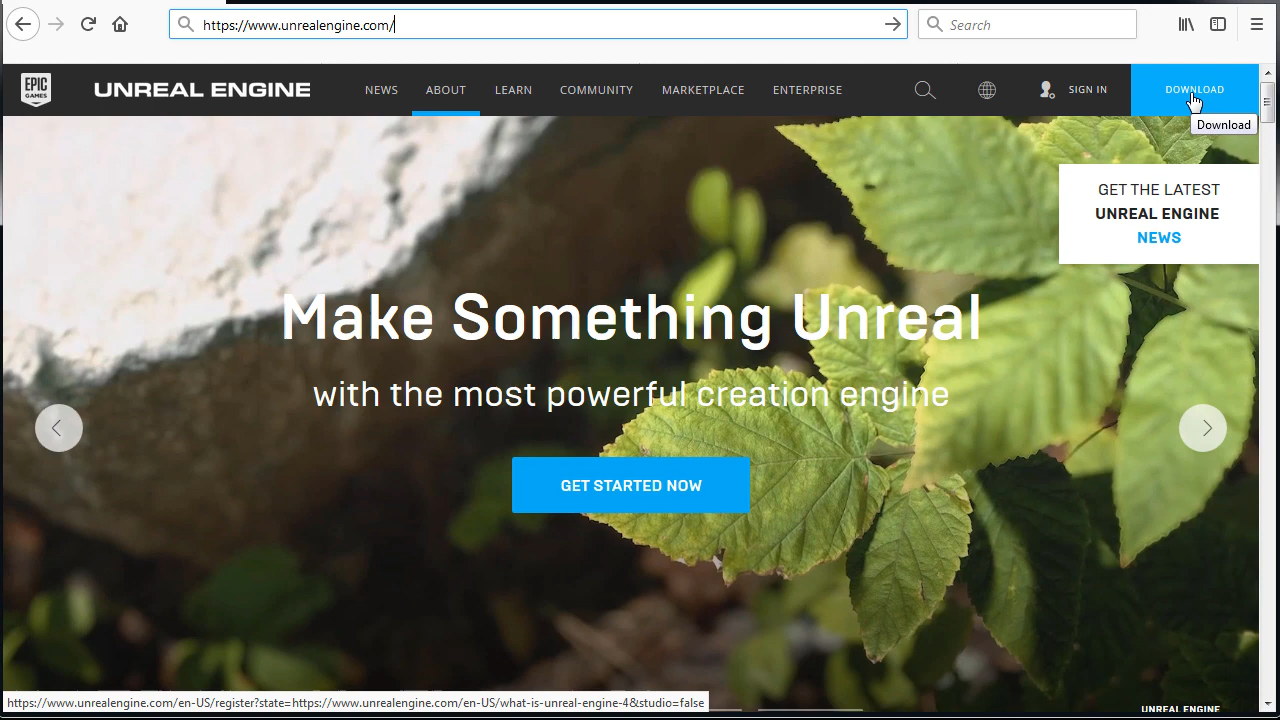 https://www.unrealengine.com/
Search
EPIC GAMES
UNREAL ENGINE
NEWS
ABOUT
LEARN
COMMUNITY
MARKETPLACE
ENTERPRISE
SIGN IN
DOWNLOAD
Download
GET THE LATEST
UNREAL ENGINE
NEWS
Make Something Unreal
with the most powerful creation engine
GET STARTED NOW
https://www.unrealengine.com/en-US/register?state=https://www.unrealengine.com/en-US/what-is-unreal-engine-4&studio=false
UNREAL ENGINE